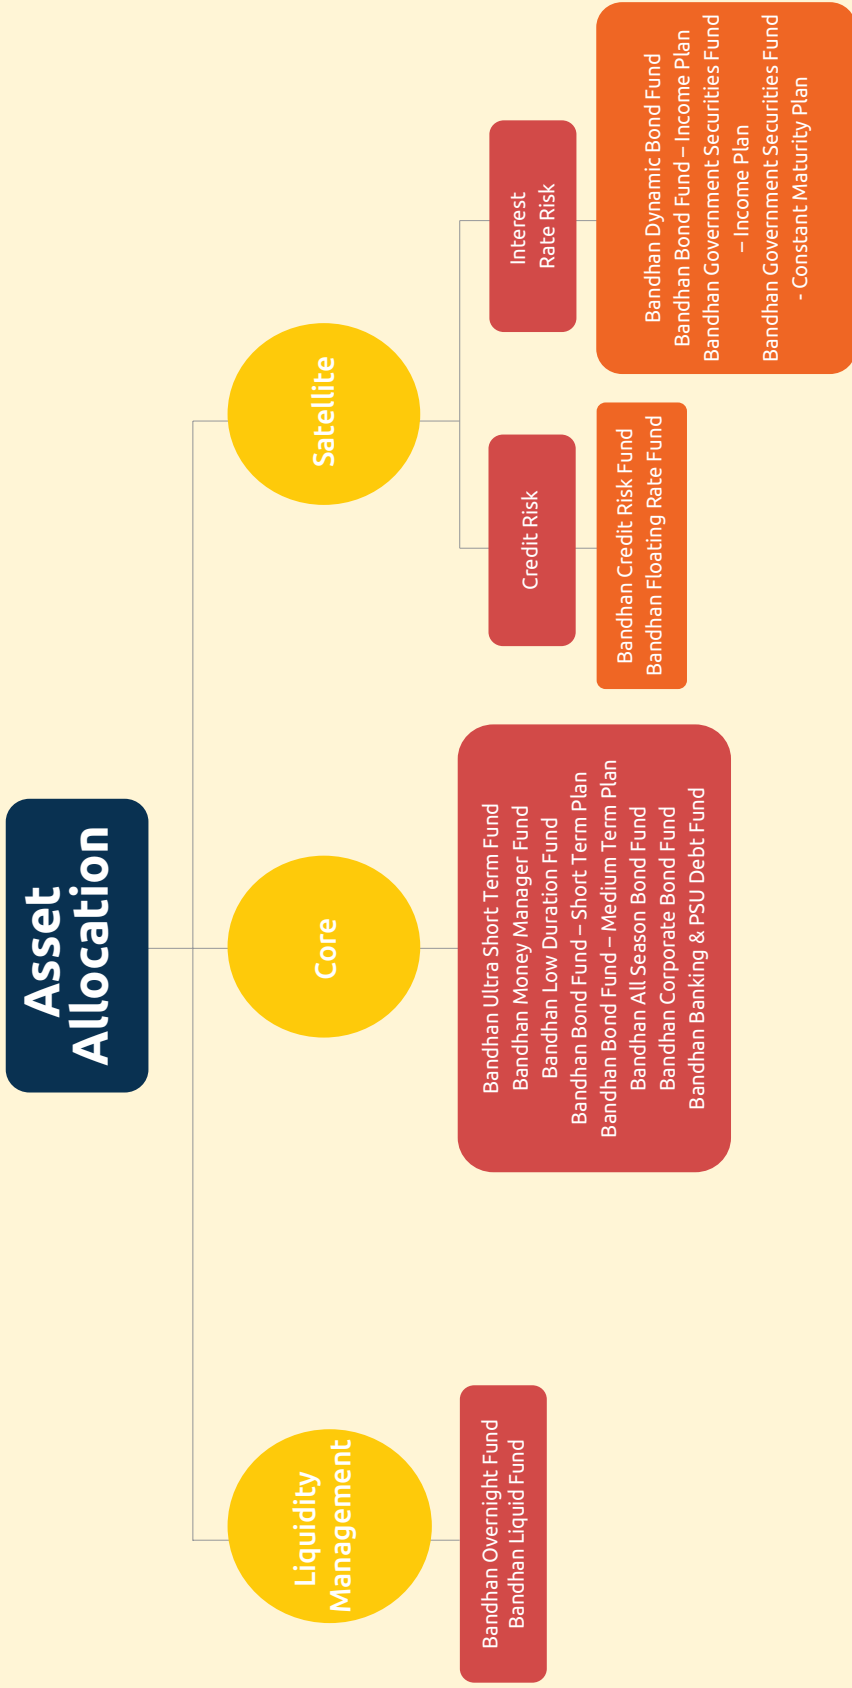 Asset
Allocation
Liquidity
Management
Core
Satellite
Bandhan Overnight Fund
Bandhan Liquid Fund
Bandhan Ultra Short Term Fund
Bandhan Money Manager Fund
Bandhan Low Duration Fund
Bandhan Bond Fund – Short Term Plan
Bandhan Bond Fund – Medium Term Plan
Bandhan All Season Bond Fund
Bandhan Corporate Bond Fund
Bandhan Banking & PSU Debt Fund
Credit Risk
Interest
Rate Risk
Bandhan Credit Risk Fund
Bandhan Floating Rate Fund
Bandhan Dynamic Bond Fund
Bandhan Bond Fund – Income Plan
Bandhan Government Securities Fund
– Income Plan
Bandhan Government Securities Fund
- Constant Maturity Plan